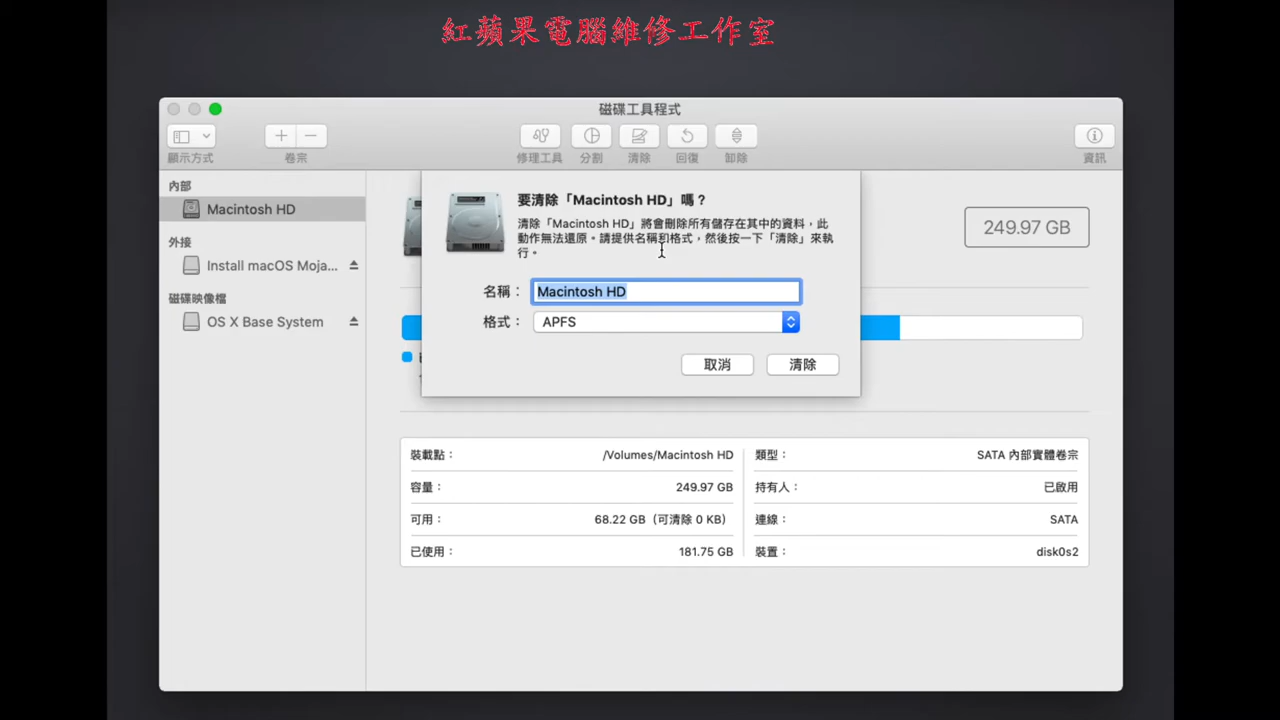 紅蘋果電腦維修工作室
磁碟工具程式
顯示方式
卷宗
修理工具
分割
清除
回復
卸除
資訊
內部
Macintosh HD
外接
Install macOS Moja...
磁碟映像檔
OS X Base System
要清除「Macintosh HD」嗎？
清除「Macintosh HD」將會刪除所有儲存在其中的資料，此
動作無法還原。請提供名稱和格式，然後按一下「清除」來執
行。
名稱： Macintosh HD
格式： APFS
取消
清除
249.97 GB
裝載點： /Volumes/Macintosh HD
類型： SATA 內部實體卷宗
容量： 249.97 GB
持有人： 已啟用
可用： 68.22 GB（可清除 0 KB）
連線： SATA
已使用： 181.75 GB
裝置： disk0s2